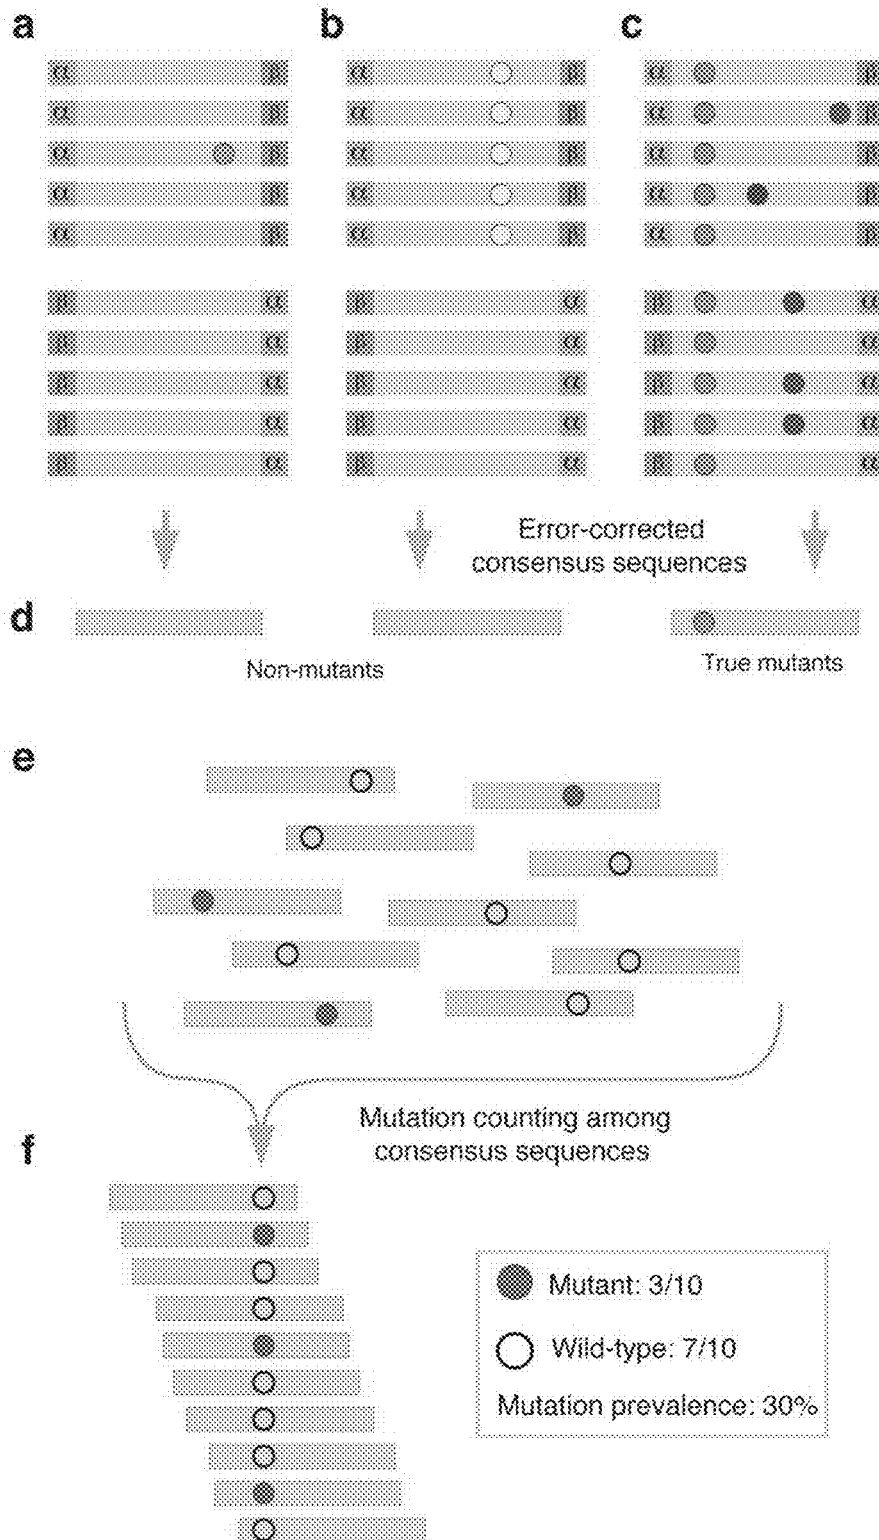 a b c
α β α β α β
α β α β α β
α β α β α β
α β α β α β
α β α β α β
β α β α β α
β α β α β α
β α β α β α
β α β α β α
β α β α β α
Error-corrected
consensus sequences
d
Non-mutants
True mutants
e
Mutation counting among
consensus sequences
f
Mutant: 3/10
Wild-type: 7/10
Mutation prevalence: 30%